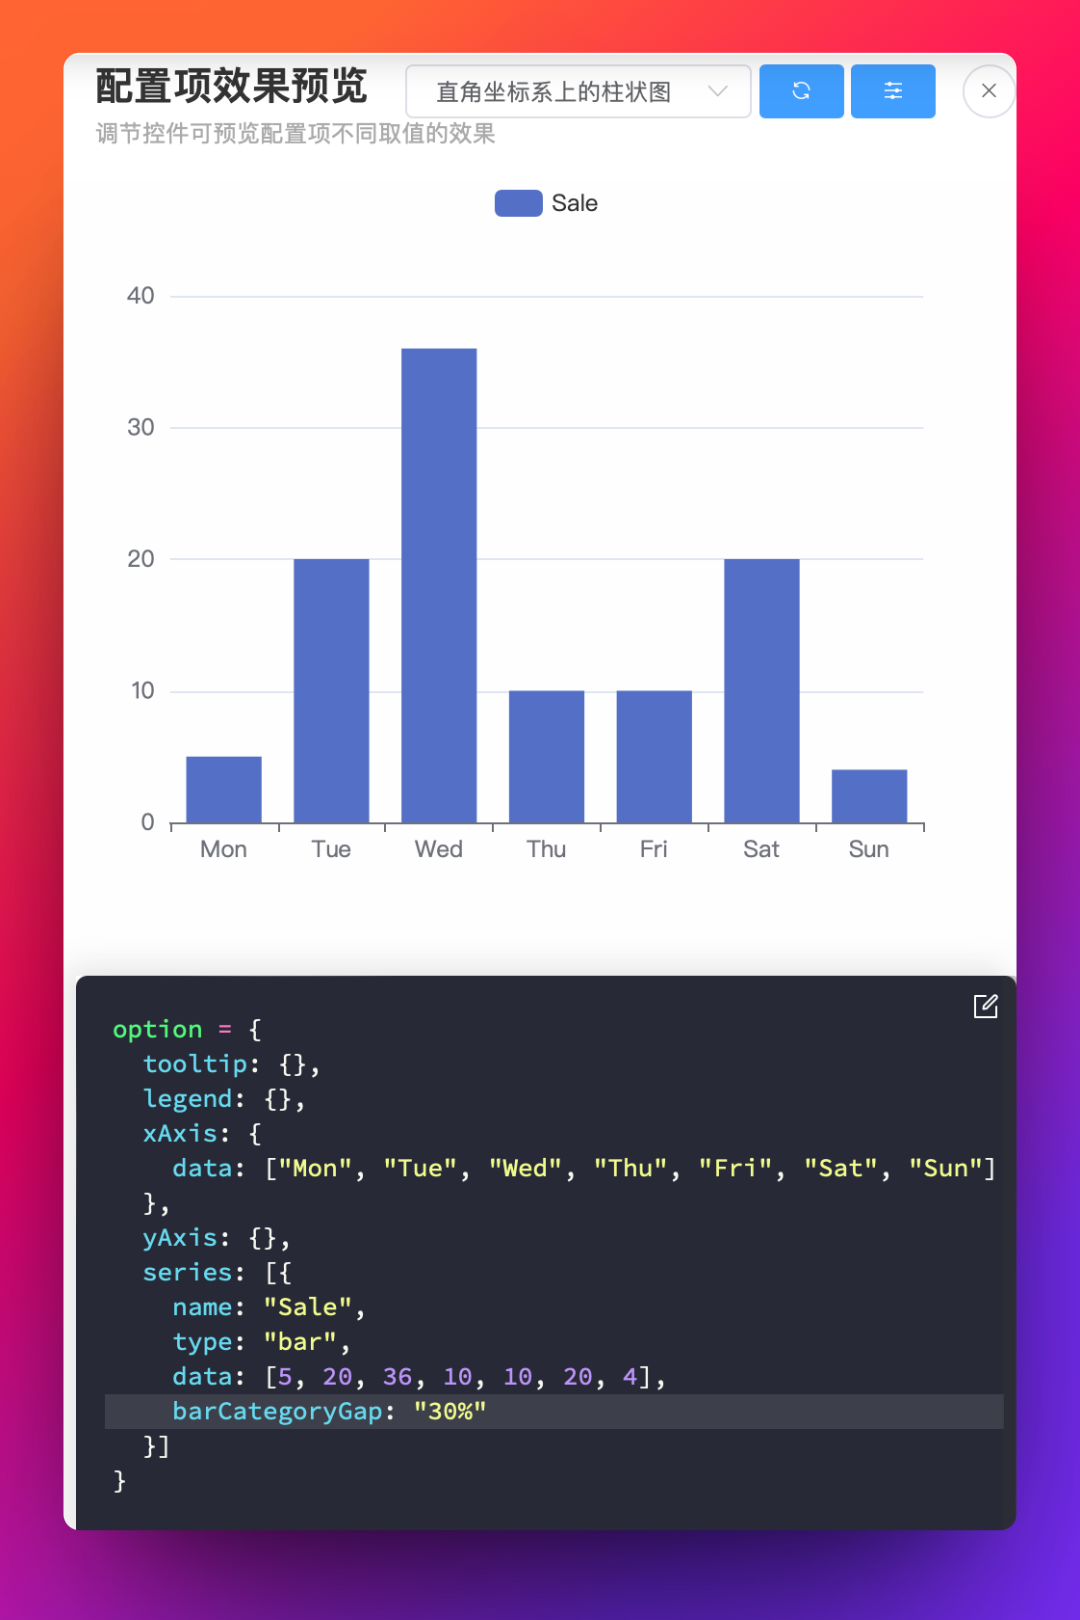 配置项效果预览
直角坐标系上的柱状图
调节控件可预览配置项不同取值的效果
Sale
40
30
20
10
0
Mon Tue Wed Thu Fri Sat Sun
option = {
  tooltip: {},
  legend: {},
  xAxis: {
    data: ["Mon", "Tue", "Wed", "Thu", "Fri", "Sat", "Sun"]
  },
  yAxis: {},
  series: [{
    name: "Sale",
    type: "bar",
    data: [5, 20, 36, 10, 10, 20, 4],
    barCategoryGap: "30%"
  }]
}